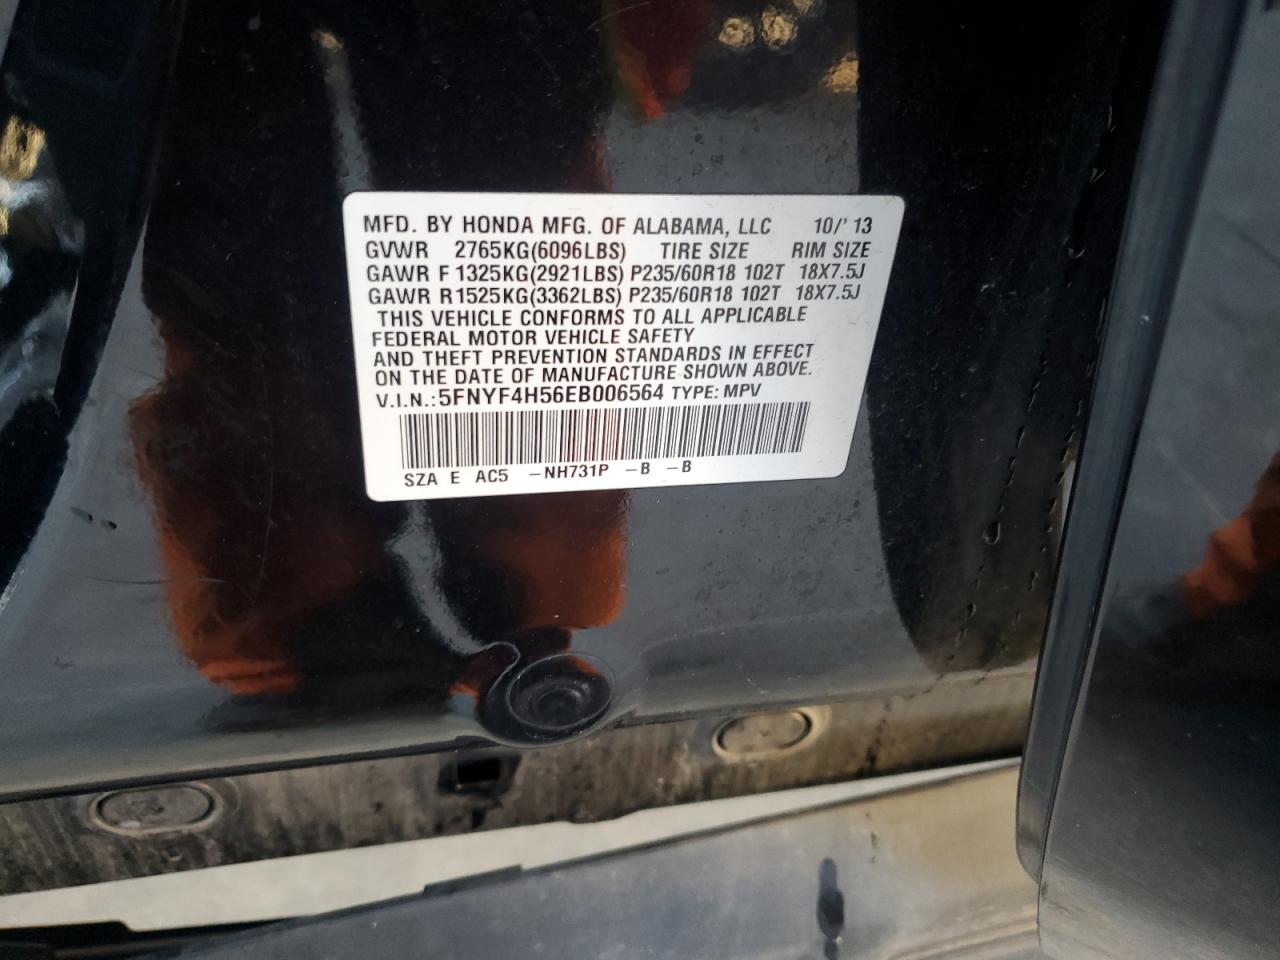 MFD. BY HONDA MFG. OF ALABAMA, LLC 10/'13
GVWR 2765KG(6096LBS) TIRE SIZE RIM SIZE
GAWR F 1325KG(2921LBS) P235/60R18 102T 18X7.5J
GAWR R 1525KG(3362LBS) P235/60R18 102T 18X7.5J
THIS VEHICLE CONFORMS TO ALL APPLICABLE
FEDERAL MOTOR VEHICLE SAFETY
AND THEFT PREVENTION STANDARDS IN EFFECT
ON THE DATE OF MANUFACTURE SHOWN ABOVE.
V.I.N.:5FNYF4H56EB006564 TYPE: MPV
SZA E AC5 -NH731P -B -B